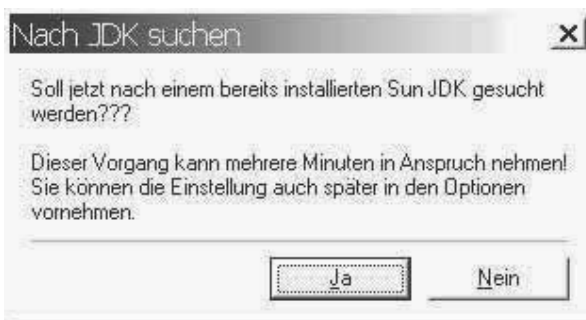 Nach JDK suchen
Soll jetzt nach einem bereits installierten Sun JDK gesucht
werden???
Dieser Vorgang kann mehrere Minuten in Anspruch nehmen!
Sie können die Einstellung auch später in den Optionen
vornehmen.
Ja
Nein